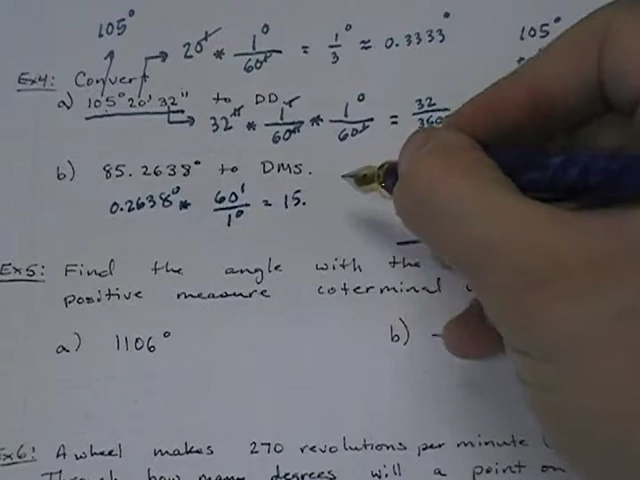 105° 105°
20' * 1°/60' = 1/3° ≈ 0.3333°
Ex4: Convert
a) 105°20'32" to DD
32" * 1'/60" * 1°/60' = 32/360
b) 85.2638° to DMS.
0.2638° * 60'/1° = 15.
Ex5: Find the angle with the
positive measure coterminal
a) 1106° b) -
Ex6: A wheel makes 270 revolutions per minute
Through how many degrees will a point on